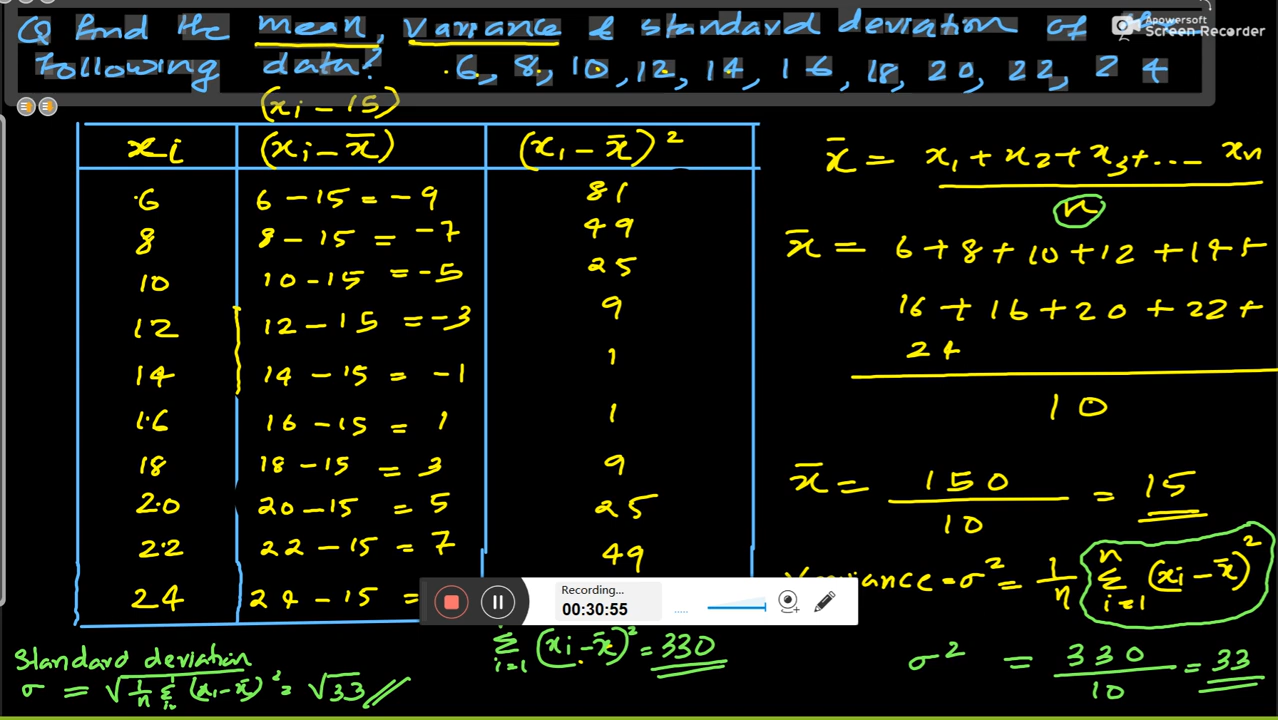 Q Find the mean, variance & standard deviation of the
following data? 6, 8, 10, 12, 14, 16, 18, 20, 22, 24
Apowersoft
Screen Recorder
(xi - 15)
xi (xi - x̄) (x1 - x̄)²
6 6 - 15 = - 9 81
8 8 - 15 = - 7 49
10 10 - 15 = - 5 25
12 12 - 15 = - 3 9
14 14 - 15 = - 1 1
16 16 - 15 = 1 1
18 18 - 15 = 3 9
20 20 - 15 = 5 25
22 22 - 15 = 7 49
24 24 - 15 =
n
Σ (xi - x̄)² = 330
i=1
x̄ = x1 + x2 + x3 + ... xn
n
x̄ = 6 + 8 + 10 + 12 + 14 +
16 + 16 + 20 + 22 +
24
10
x̄ = 150 / 10 = 15
Variance = σ² = 1/n Σ i=1 n (xi - x̄)²
σ² = 330 / 10 = 33
Recording...
00:30:55
Standard deviation
σ = √ 1/n Σ (x1 - x̄)² = √33